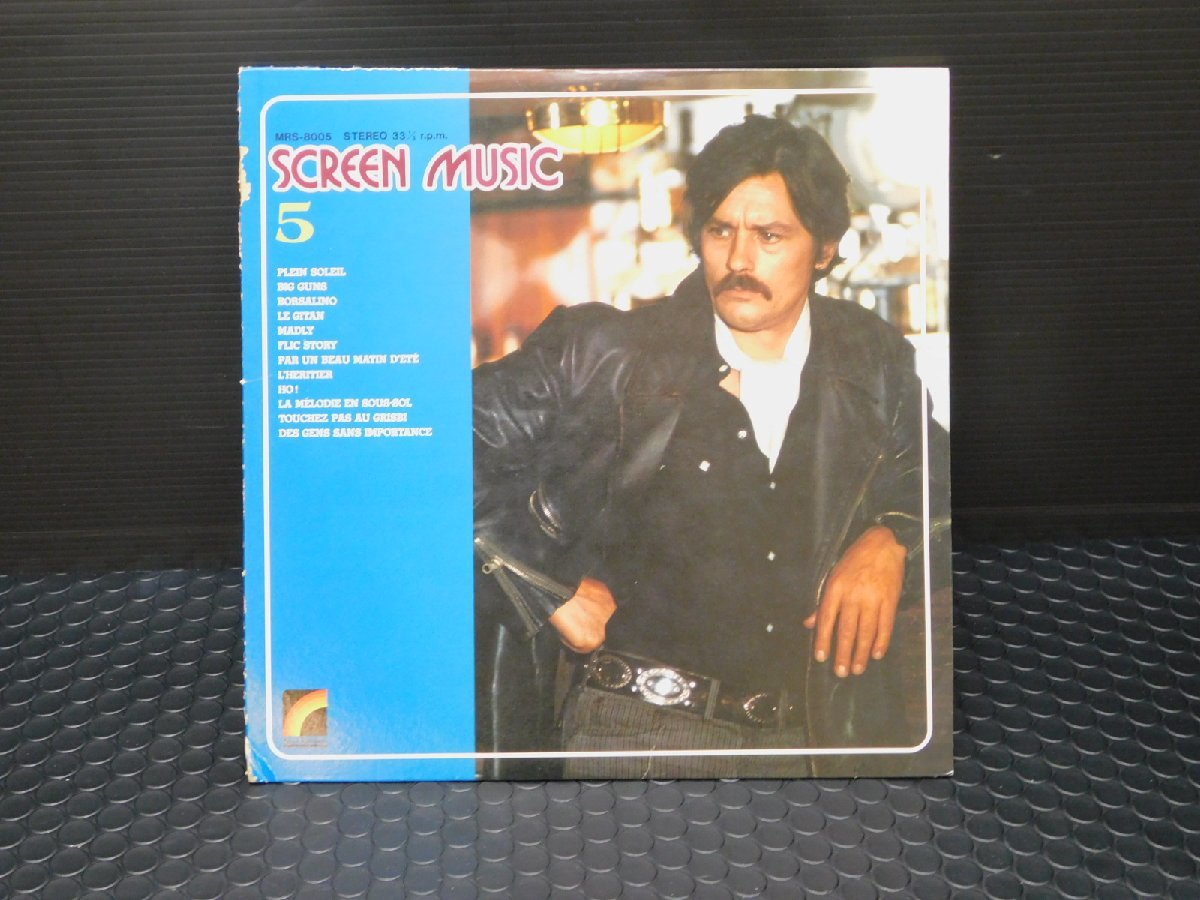 MRS-8005 STEREO 33⅓ r.p.m.
SCREEN MUSIC
5
PLEIN SOLEIL
BIG GUNS
BORSALINO
LE GITAN
MADLY
FLIC STORY
PAR UN BEAU MATIN D'ETÉ
L'HERITIER
HO!
LA MÉLODIE EN SOUS-SOL
TOUCHEZ PAS AU GRISBI
DES GENS SANS IMPORTANCE